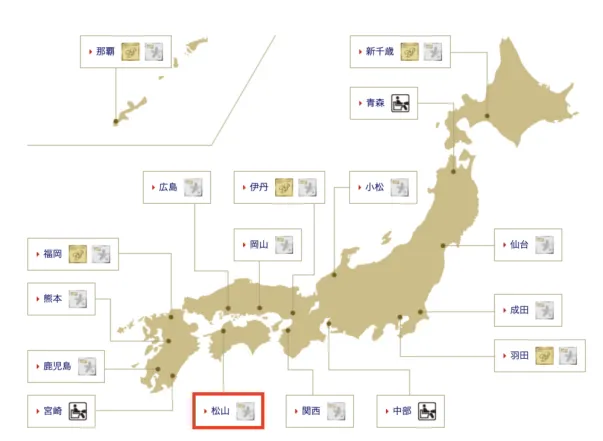 那覇
新千歳
青森
広島
伊丹
小松
岡山
仙台
福岡
熊本
成田
羽田
鹿児島
宮崎
松山
関西
中部